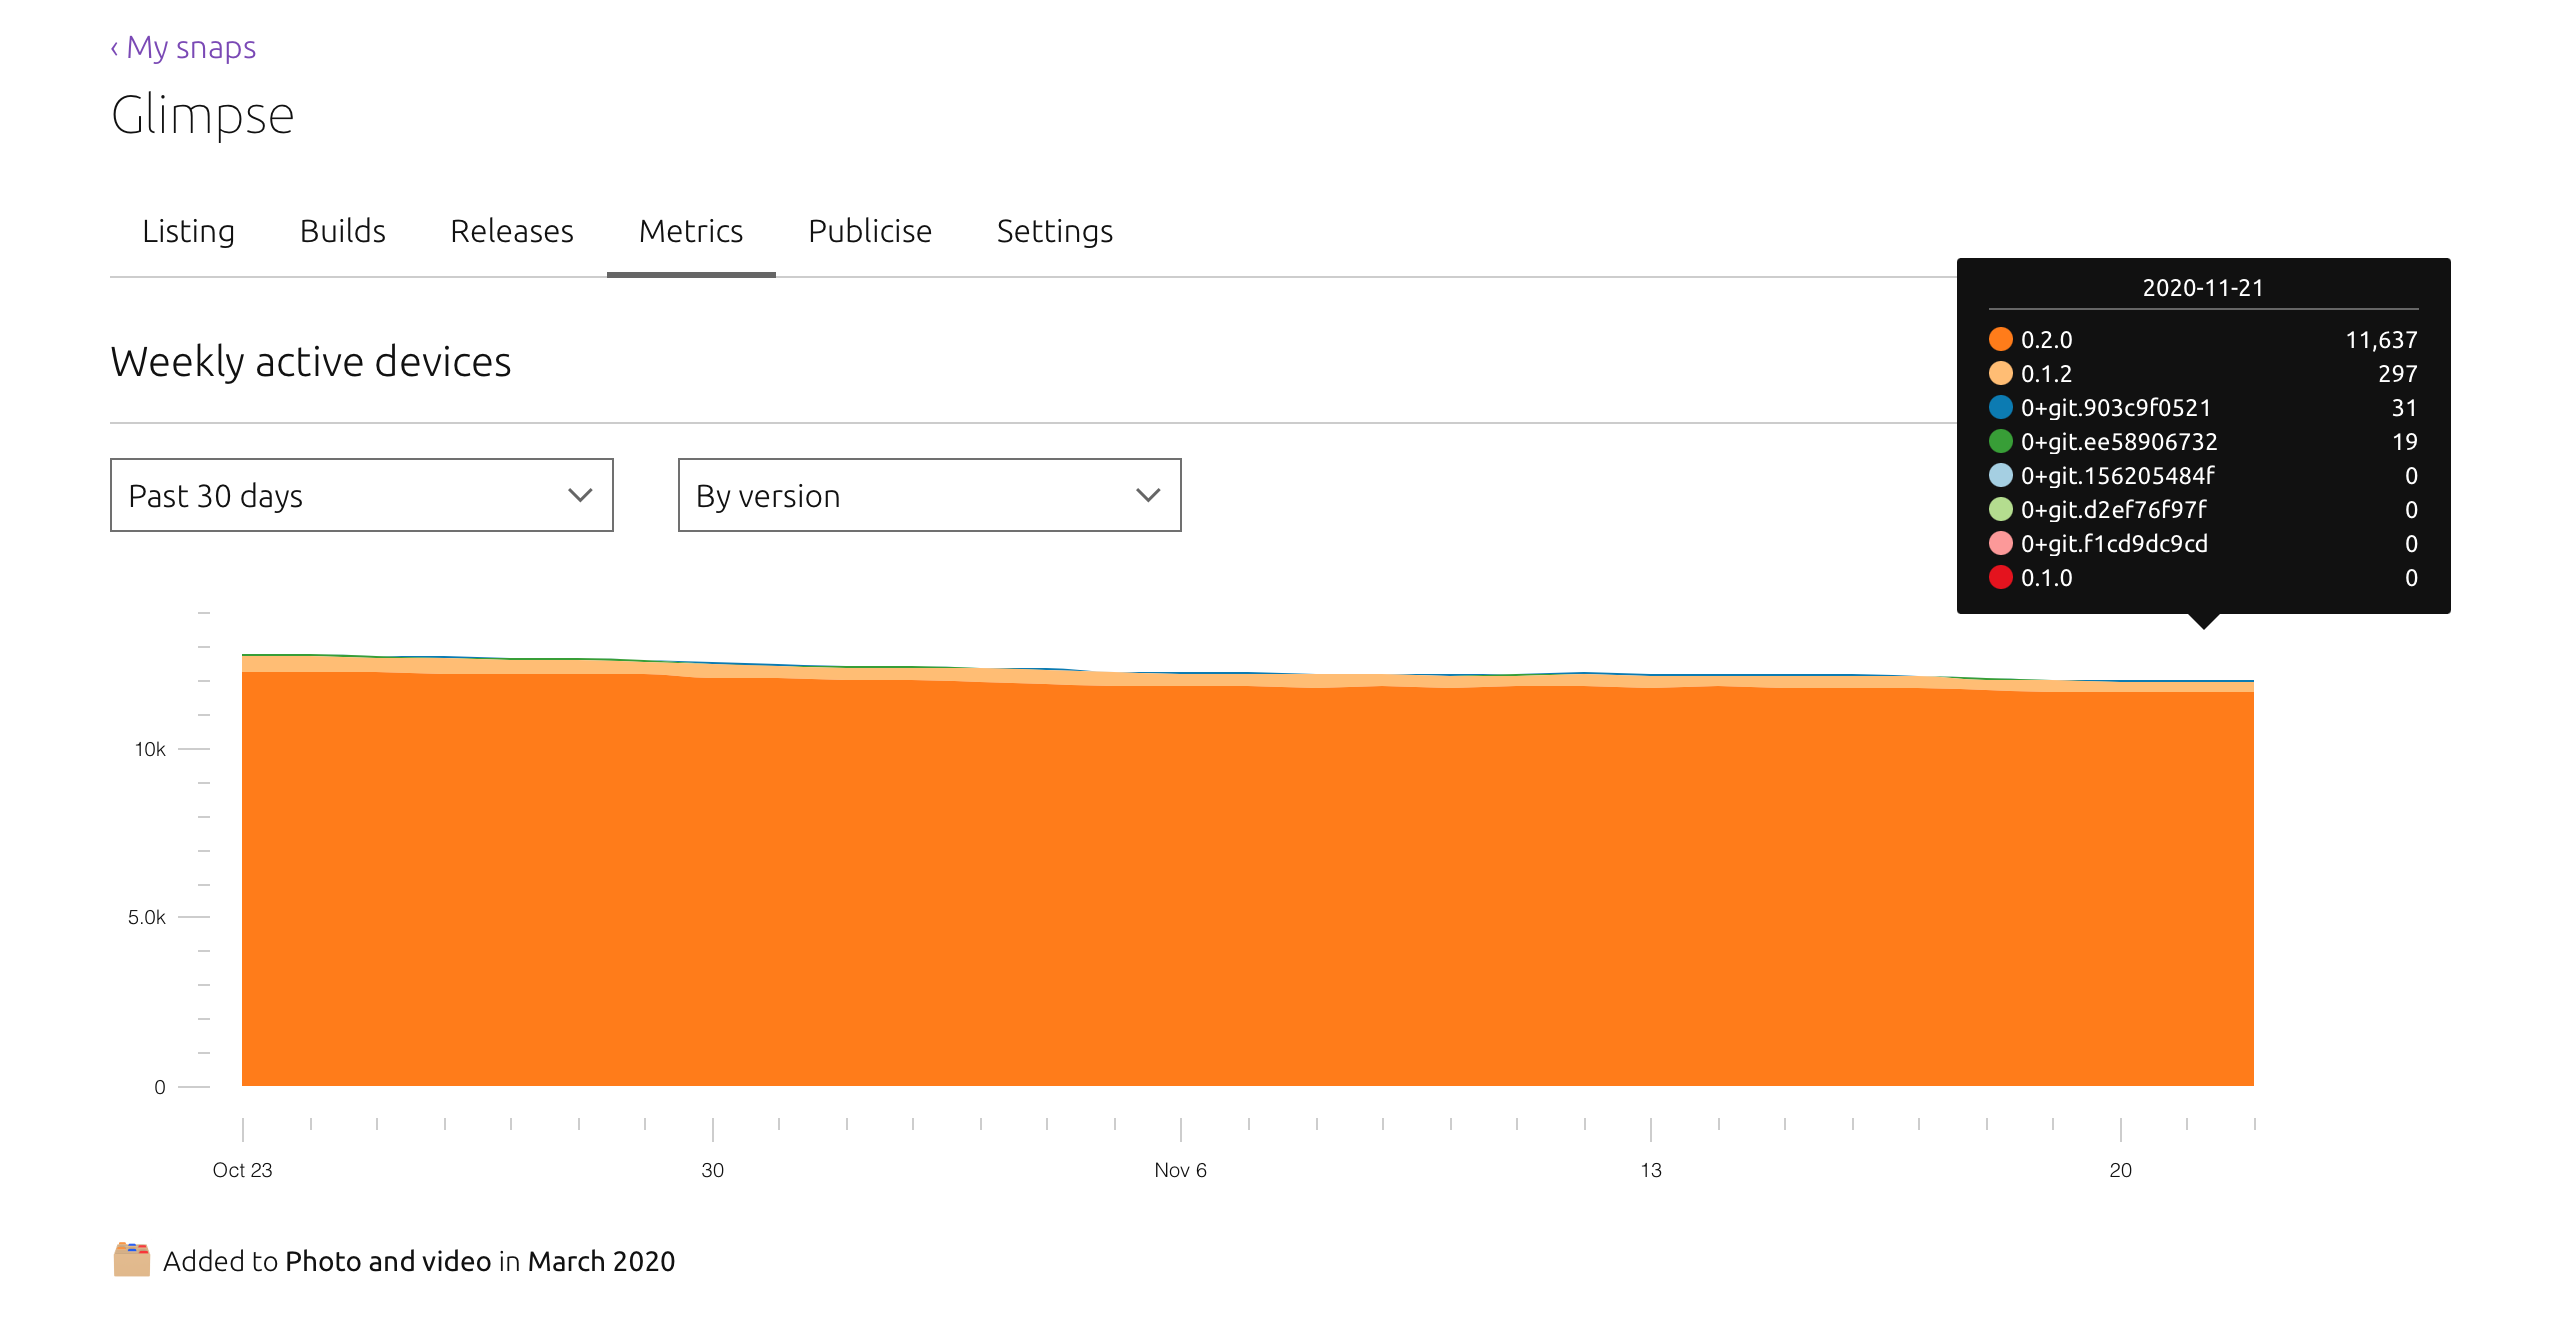 ‹ My snaps
Glimpse
Listing Builds Releases Metrics Publicise Settings
Weekly active devices
Past 30 days
By version
2020-11-21
0.2.0 11,637
0.1.2 297
0+git.903c9f0521 31
0+git.ee58906732 19
0+git.156205484f 0
0+git.d2ef76f97f 0
0+git.f1cd9dc9cd 0
0.1.0 0
10k
5.0k
0
Oct 23 30 Nov 6 13 20
Added to Photo and video in March 2020